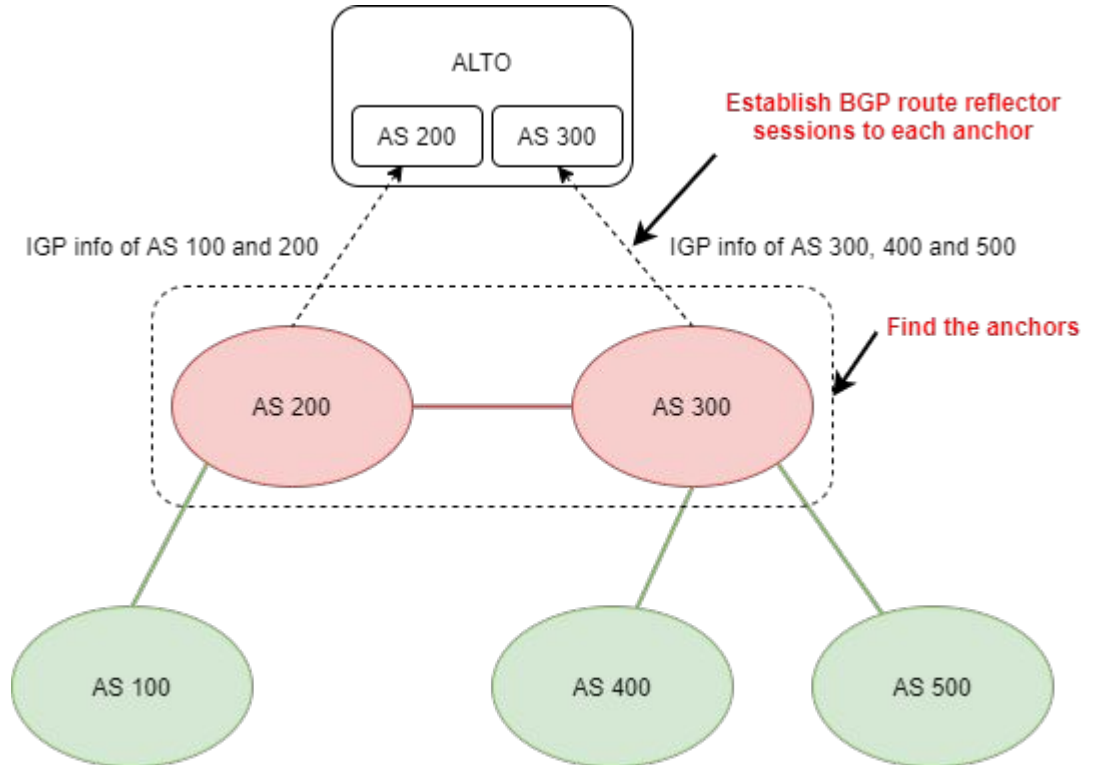 ALTO
AS 200
AS 300
Establish BGP route reflector
sessions to each anchor
IGP info of AS 100 and 200
IGP info of AS 300, 400 and 500
Find the anchors
AS 200
AS 300
AS 100
AS 400
AS 500